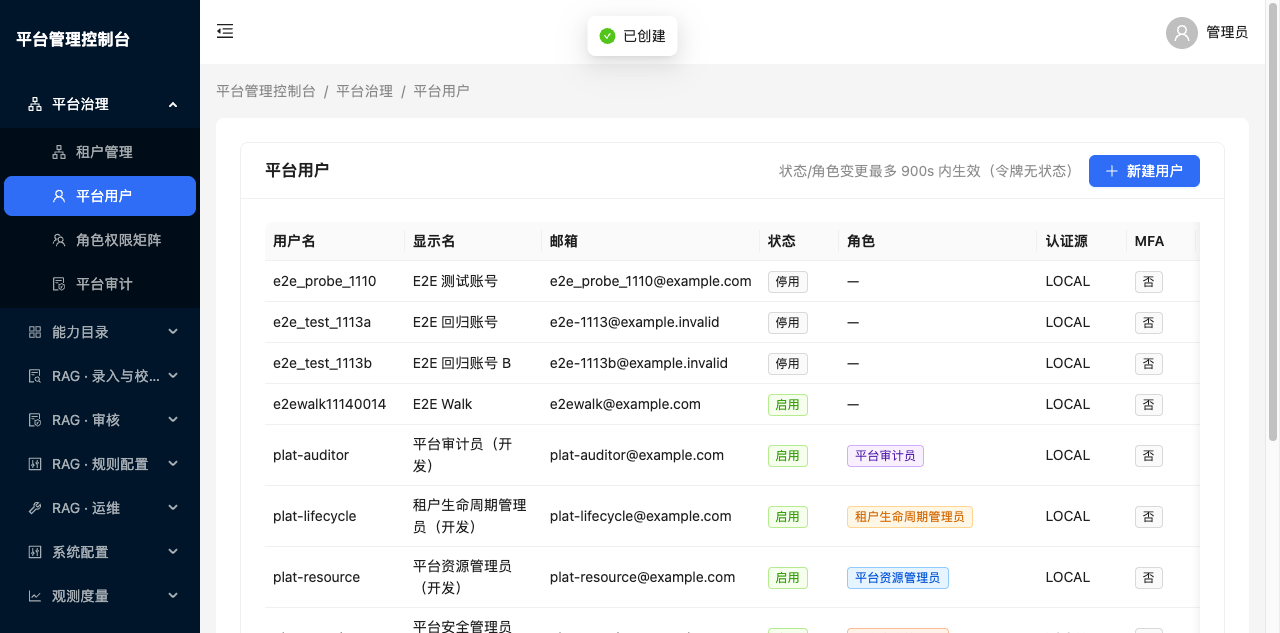 平台管理控制台
已创建
管理员
平台治理
租户管理
平台用户
角色权限矩阵
平台审计
能力目录
RAG · 录入与校...
RAG · 审核
RAG · 规则配置
RAG · 运维
系统配置
观测度量
平台管理控制台 / 平台治理 / 平台用户
平台用户
状态/角色变更最多 900s 内生效（令牌无状态）
新建用户
用户名 显示名 邮箱 状态 角色 认证源 MFA
e2e_probe_1110 E2E 测试账号 e2e_probe_1110@example.com 停用 — LOCAL 否
e2e_test_1113a E2E 回归账号 e2e-1113@example.invalid 停用 — LOCAL 否
e2e_test_1113b E2E 回归账号 B e2e-1113b@example.invalid 停用 — LOCAL 否
e2ewalk11140014 E2E Walk e2ewalk@example.com 启用 — LOCAL 否
plat-auditor 平台审计员（开发） plat-auditor@example.com 启用 平台审计员 LOCAL 否
plat-lifecycle 租户生命周期管理员（开发） plat-lifecycle@example.com 启用 租户生命周期管理员 LOCAL 否
plat-resource 平台资源管理员（开发） plat-resource@example.com 启用 平台资源管理员 LOCAL 否
平台安全管理员